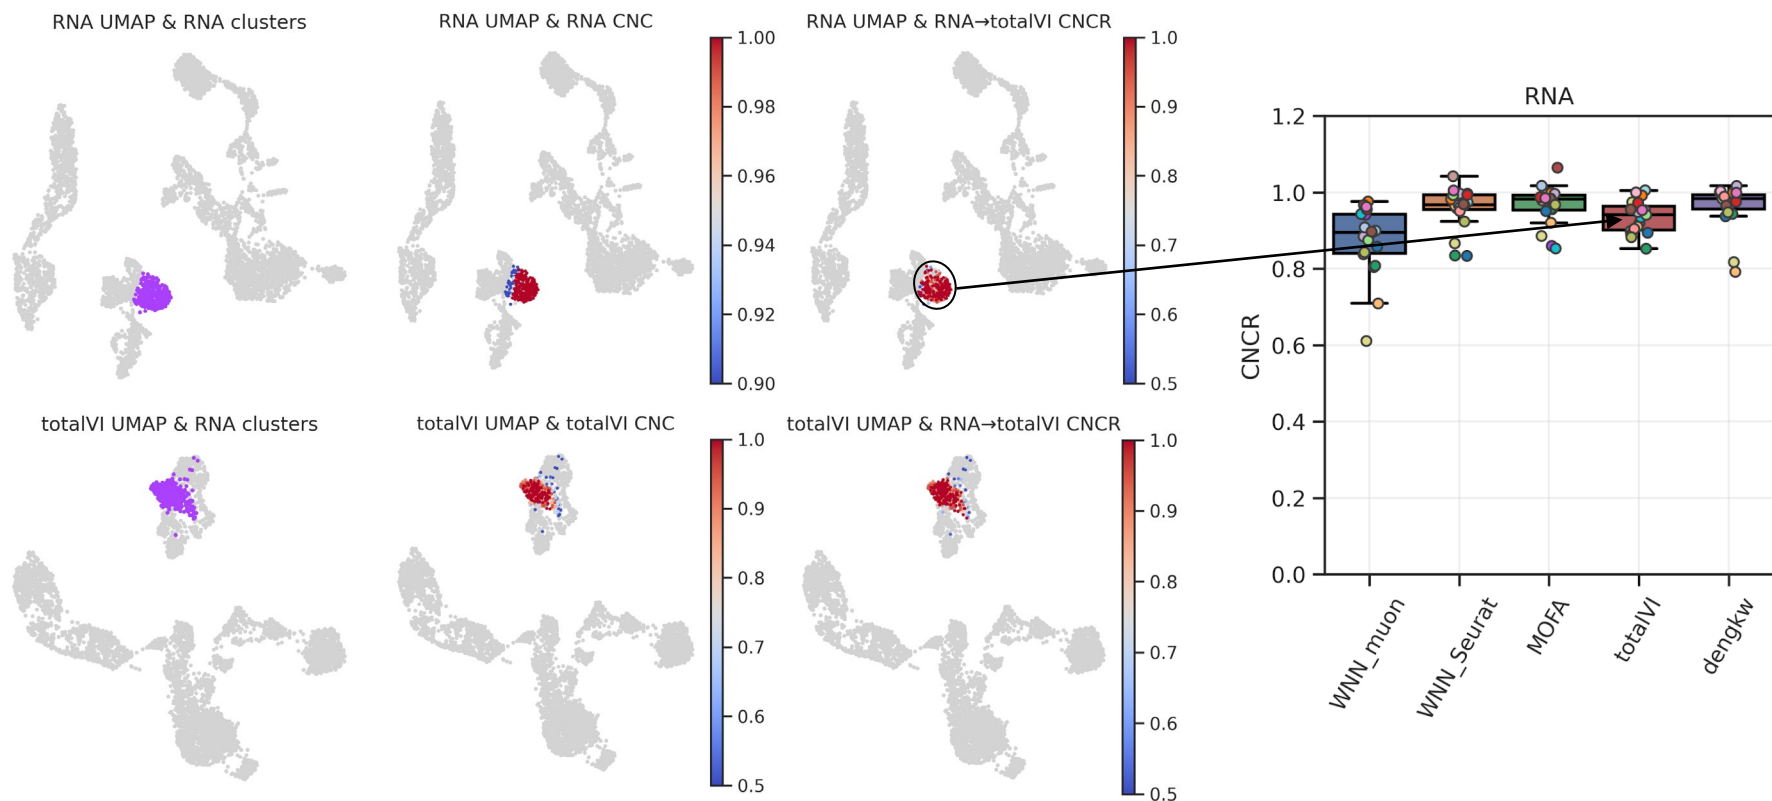 RNA UMAP & RNA clusters
RNA UMAP & RNA CNC
1.00
0.98
0.96
0.94
0.92
0.90
RNA UMAP & RNA→totalVI CNCR
1.0
0.9
0.8
0.7
0.6
0.5
totalVI UMAP & RNA clusters
totalVI UMAP & totalVI CNC
1.0
0.9
0.8
0.7
0.6
0.5
totalVI UMAP & RNA→totalVI CNCR
1.0
0.9
0.8
0.7
0.6
0.5
RNA
CNCR
1.2
1.0
0.8
0.6
0.4
0.2
0.0
WNN_muon
WNN_Seurat
MOFA
totalVI
dengkw